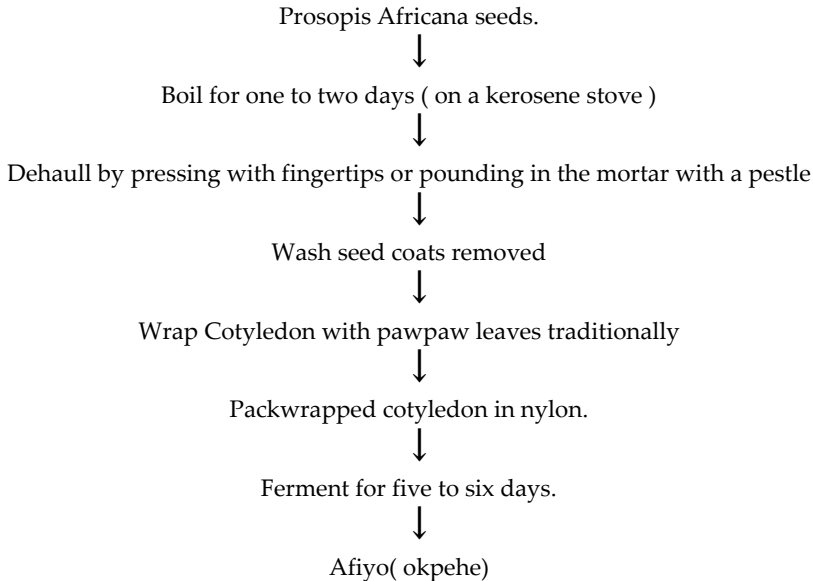 Prosopis Africana seeds.
Boil for one to two days ( on a kerosene stove )
Dehaull by pressing with fingertips or pounding in the mortar with a pestle
Wash seed coats removed
Wrap Cotyledon with pawpaw leaves traditionally
Packwrapped cotyledon in nylon.
Ferment for five to six days.
Afiyo( okpehe)